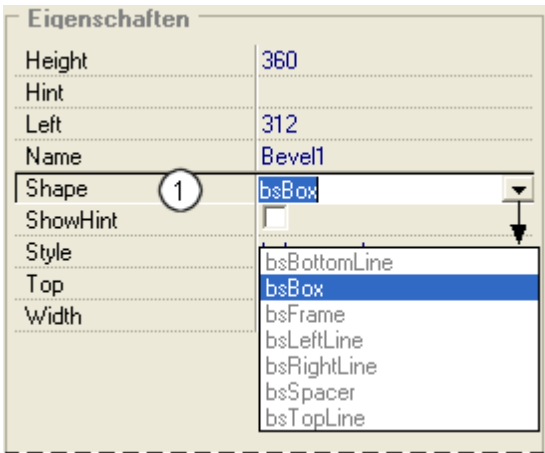 Eigenschaften
Height 360
Hint
Left 312
Name Bevel1
Shape 1 bsBox
ShowHint
Style
Top
Width
bsBottomLine
bsBox
bsFrame
bsLeftLine
bsRightLine
bsSpacer
bsTopLine